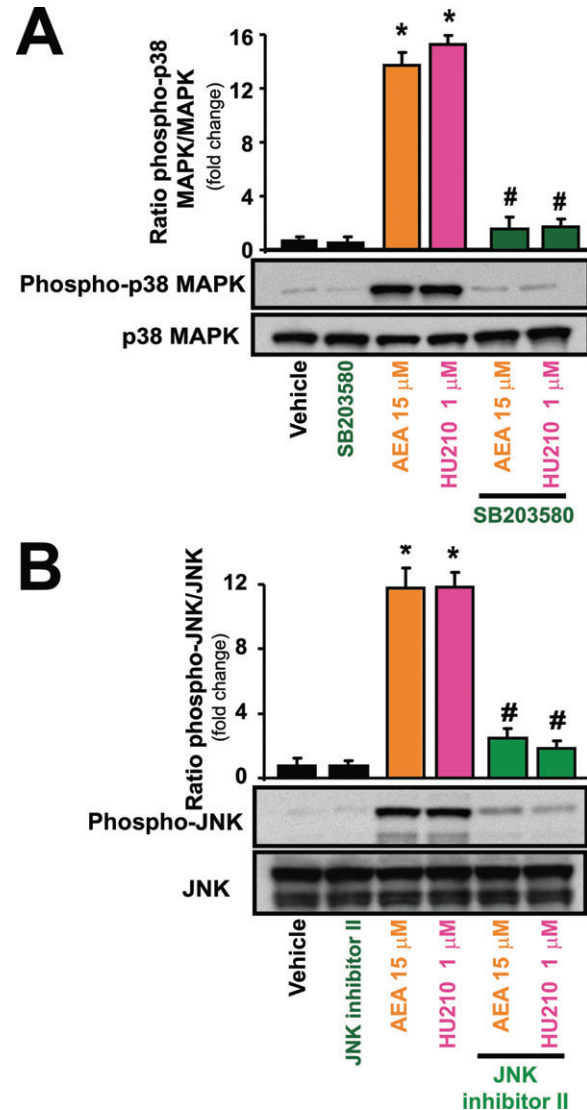 A
Ratio phospho-p38
MAPK/MAPK
(fold change)
16
12
8
4
0
*
*
#
#
Phospho-p38 MAPK
p38 MAPK
Vehicle
SB203580
AEA 15 μM
HU210 1 μM
AEA 15 μM
HU210 1 μM
SB203580
B
Ratio phospho-JNK/JNK
(fold change)
12
8
4
0
*
*
#
#
Phospho-JNK
JNK
Vehicle
JNK inhibitor II
AEA 15 μM
HU210 1 μM
AEA 15 μM
HU210 1 μM
JNK
inhibitor II